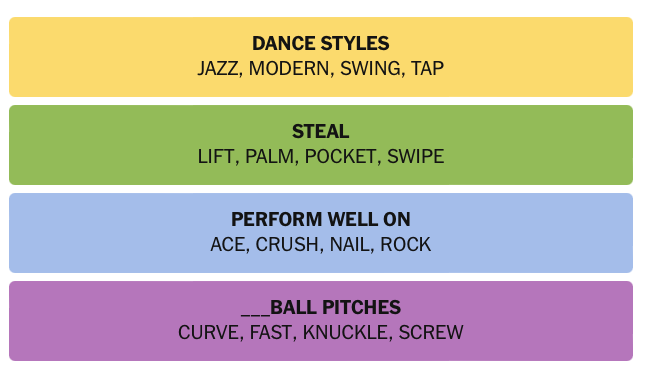 DANCE STYLES
JAZZ, MODERN, SWING, TAP
STEAL
LIFT, PALM, POCKET, SWIPE
PERFORM WELL ON
ACE, CRUSH, NAIL, ROCK
___BALL PITCHES
CURVE, FAST, KNUCKLE, SCREW